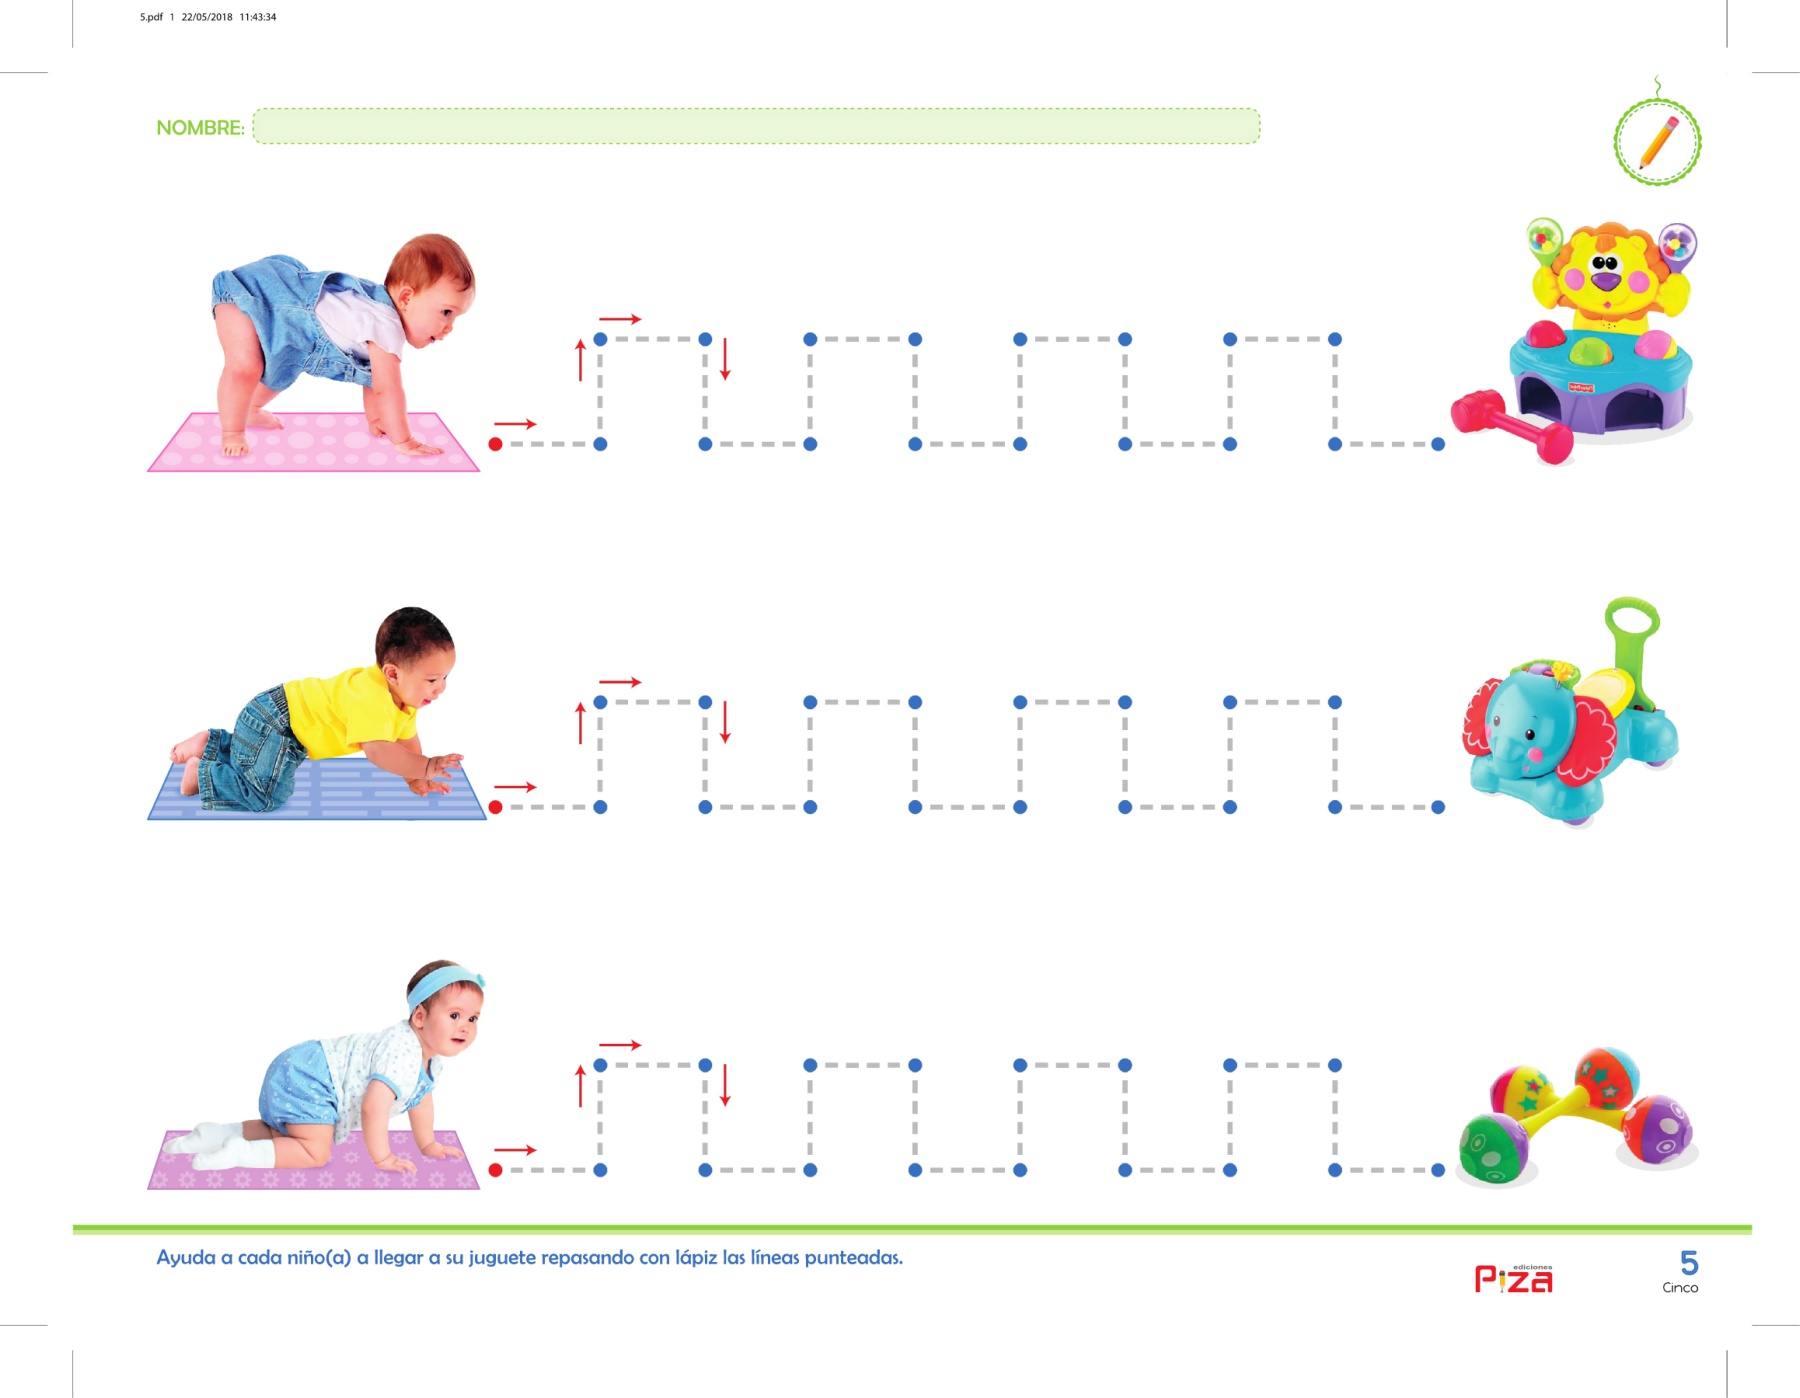 5.pdf 1 22/05/2018 11:43:34
NOMBRE:
Ayuda a cada niño(a) a llegar a su juguete repasando con lápiz las líneas punteadas.
ediciones
Piza
5
Cinco